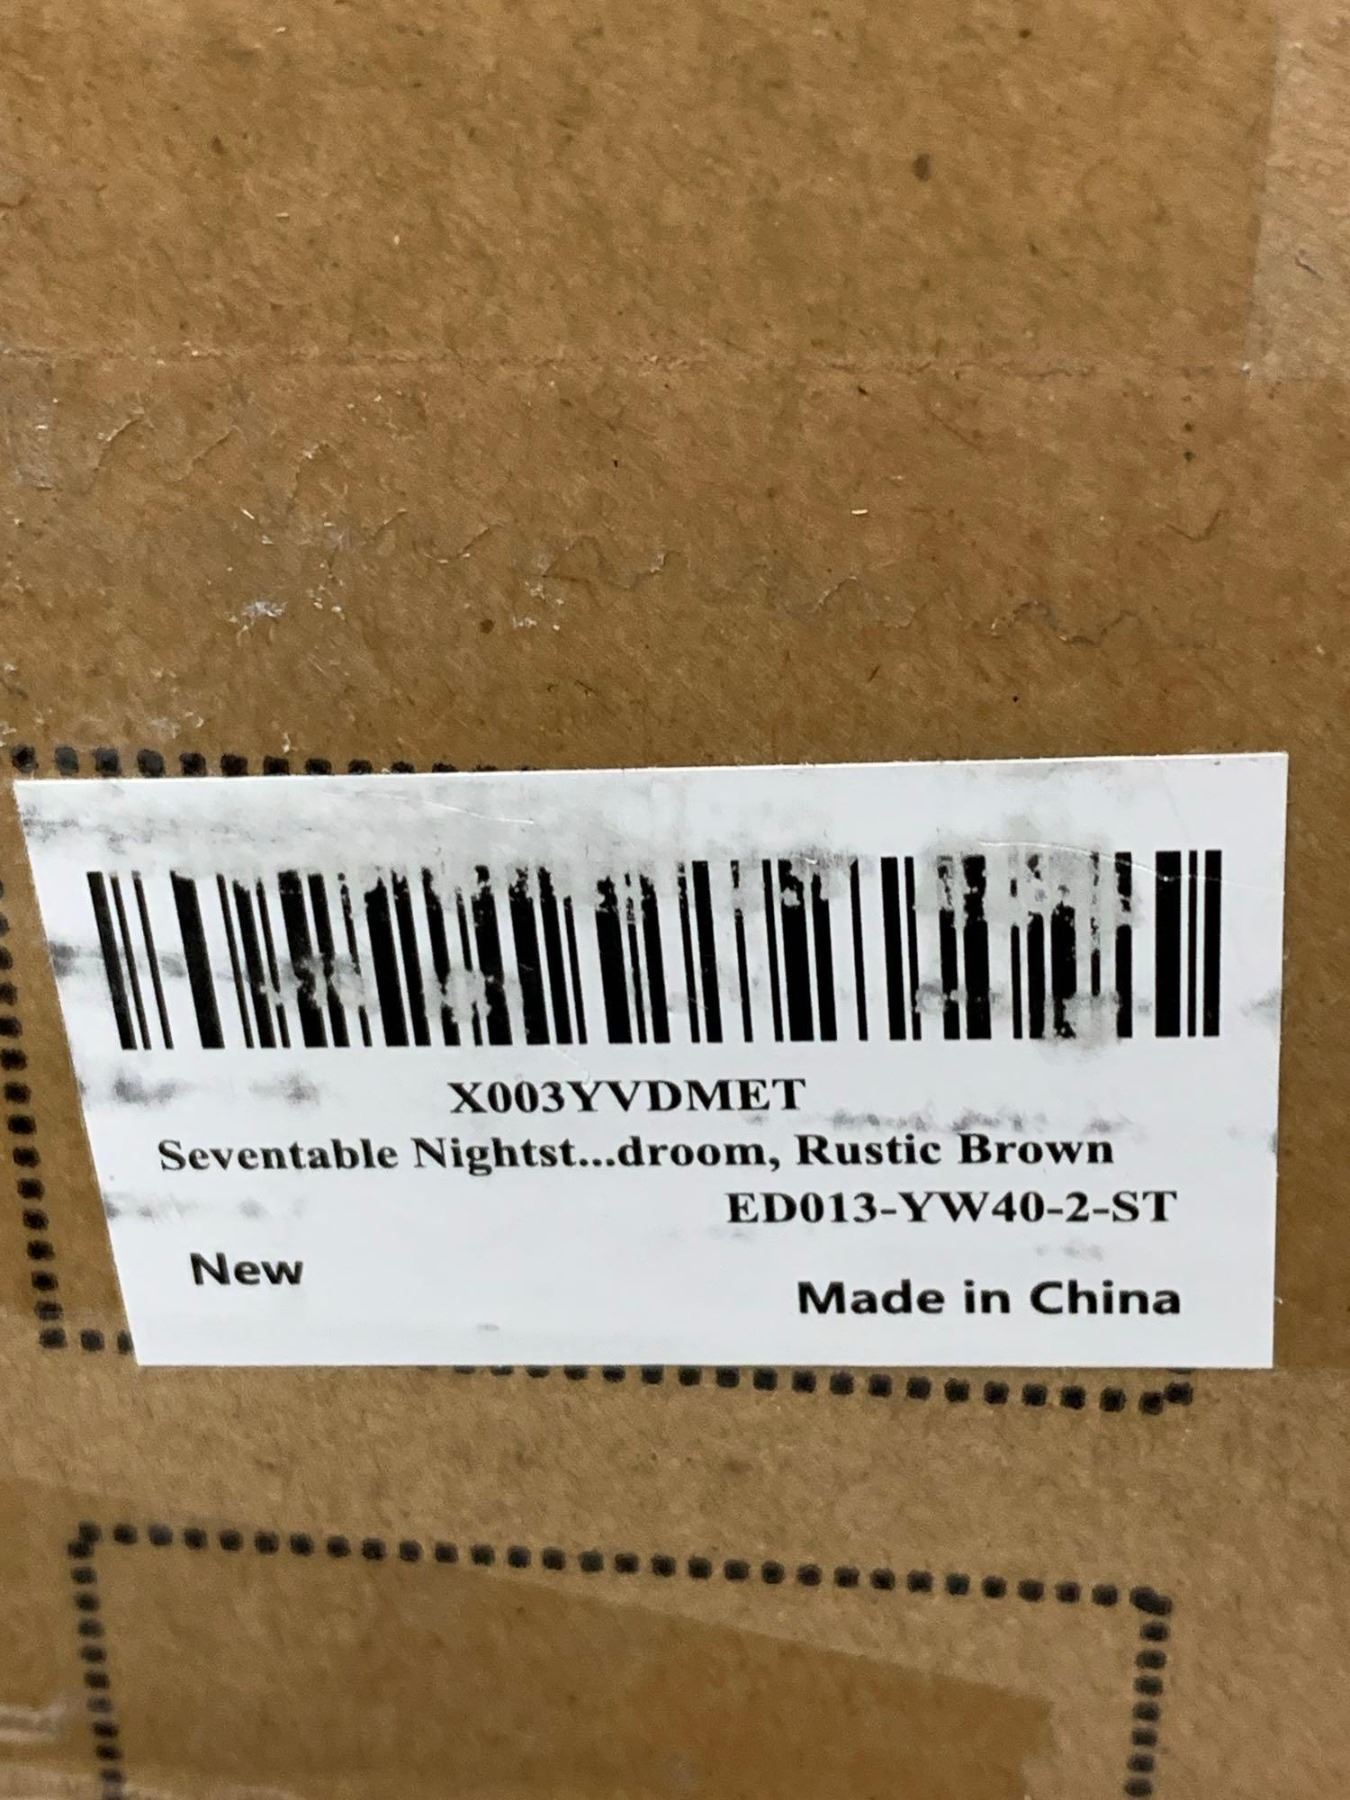 X003YVDMET
Seventable Nightst...droom, Rustic Brown
ED013-YW40-2-ST
New
Made in China